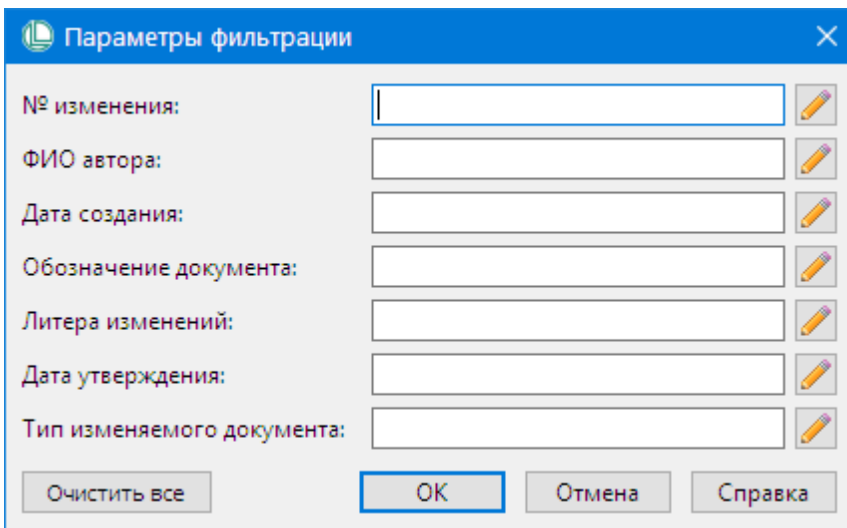 Параметры фильтрации
№ изменения:
ФИО автора:
Дата создания:
Обозначение документа:
Литера изменений:
Дата утверждения:
Тип изменяемого документа:
Очистить все ОК Отмена Справка